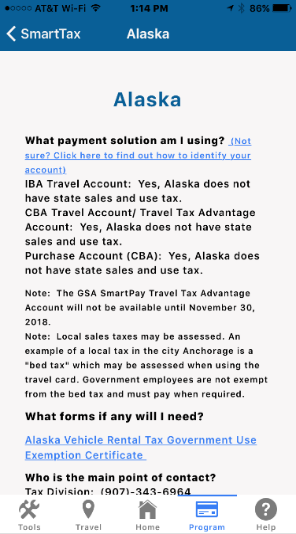 AT&T Wi-Fi 1:14 PM 86%
SmartTax Alaska
Alaska
What payment solution am I using? (Not
sure? Click here to find out how to identify your
account)
IBA Travel Account: Yes, Alaska does not
have state sales and use tax.
CBA Travel Account/ Travel Tax Advantage
Account: Yes, Alaska does not have state
sales and use tax.
Purchase Account (CBA): Yes, Alaska does
not have state sales and use tax.
Note: The GSA SmartPay Travel Tax Advantage
Account will not be available until November 30,
2018.
Note: Local sales taxes may be assessed. An
example of a local tax in the city Anchorage is a
"bed tax" which may be assessed when using the
travel card. Government employees are not exempt
from the bed tax and must pay when required.
What forms if any will I need?
Alaska Vehicle Rental Tax Government Use
Exemption Certificate
Who is the main point of contact?
Tax Division: (907)-343-6964
Tools Travel Home Program Help